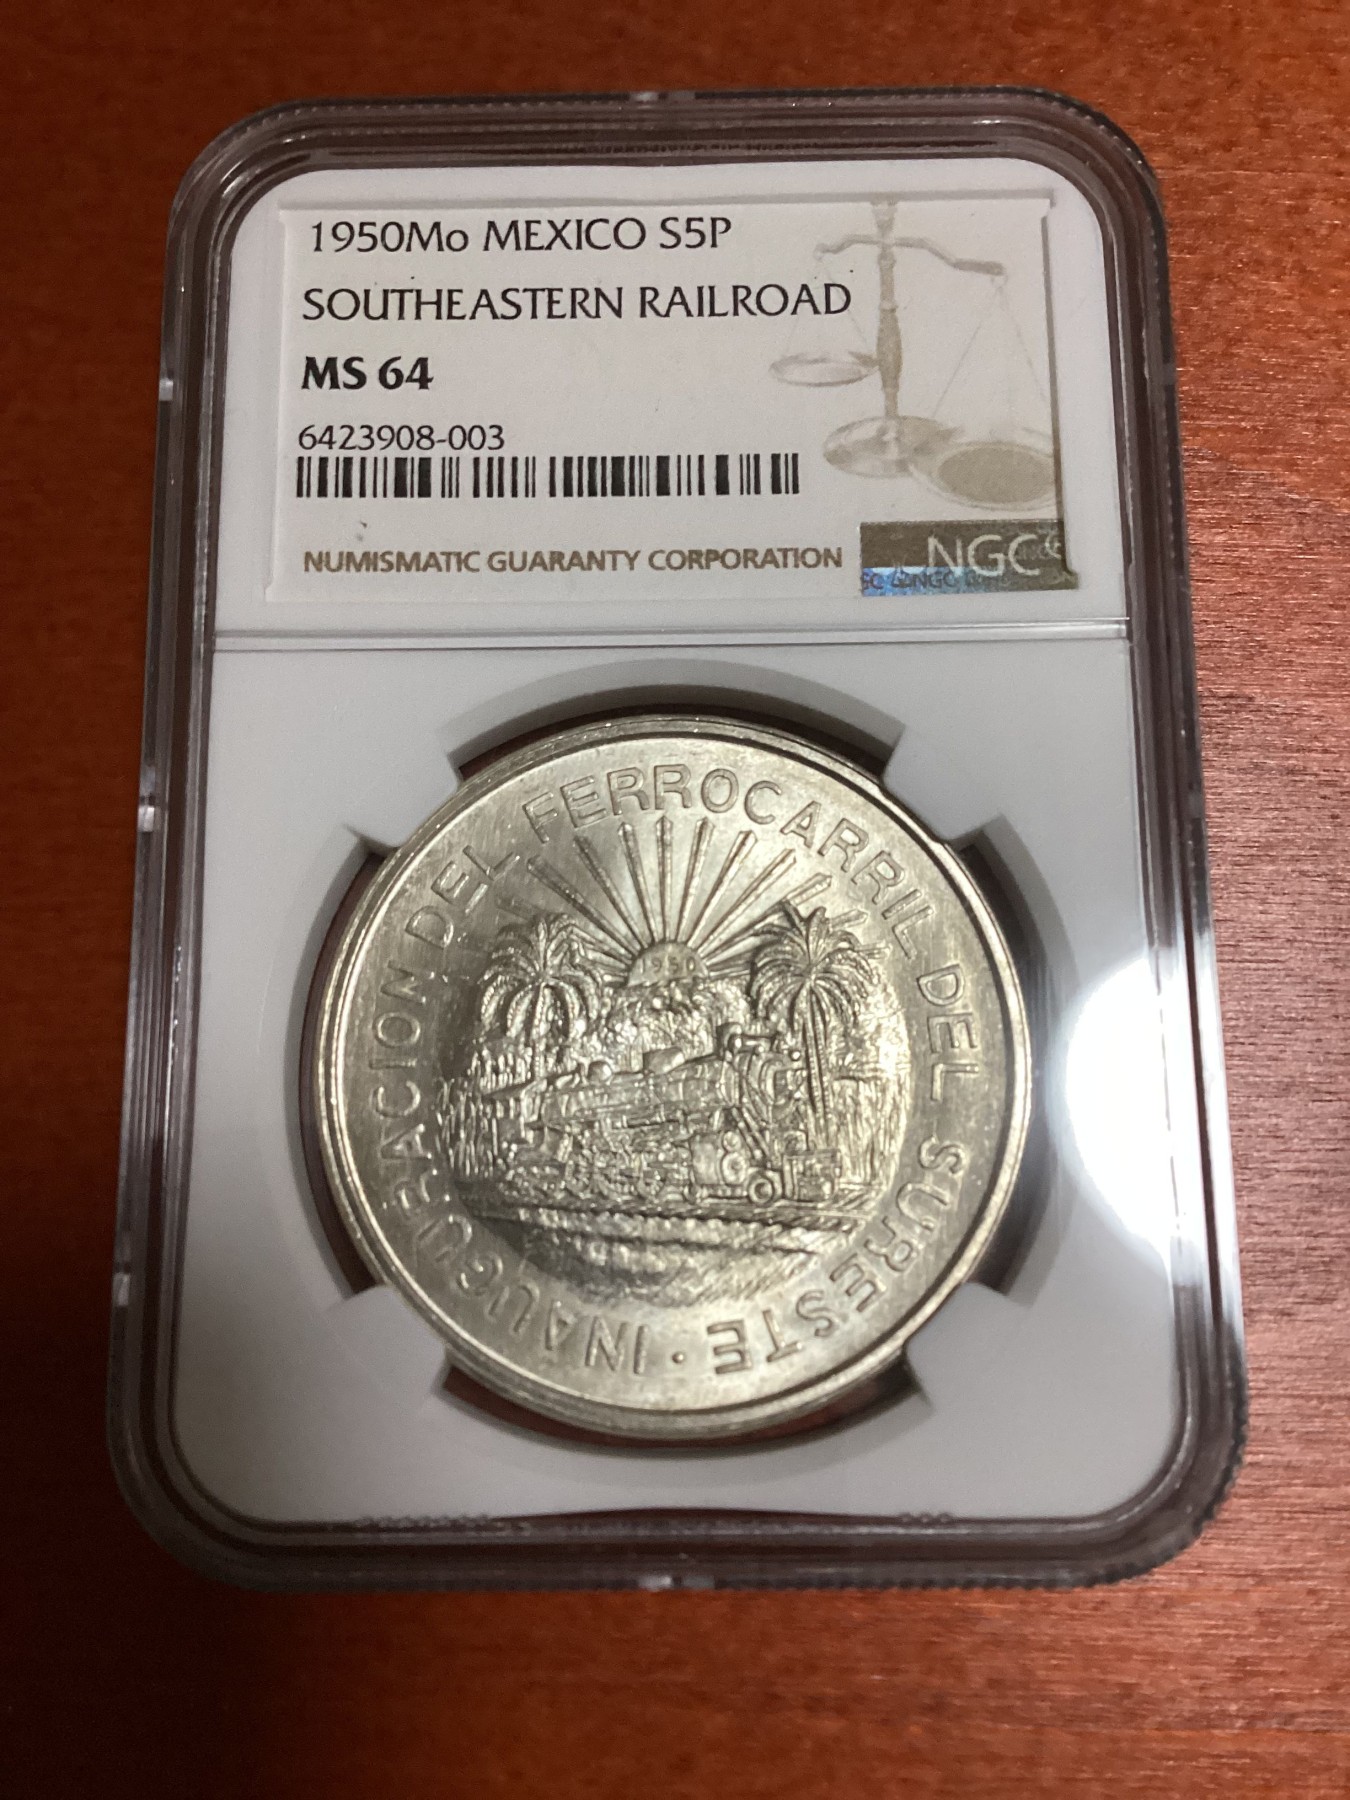 1950Mo MEXICO S5P
SOUTHEASTERN RAILROAD
MS 64
6423908-003
NUMISMATIC GUARANTY CORPORATION
NGC
INAUGURACION DEL FERROCARRIL DEL SURESTE ·
1950